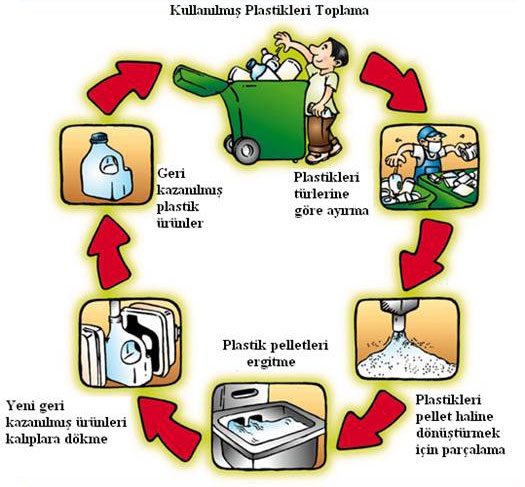 Kullanılmış Plastikleri Toplama
Plastikleri
türlerine
göre ayırma
Plastikleri
pellet haline
dönüştürmek
için parçalama
Plastik pelletleri
ergitme
Yeni geri
kazanılmış ürünleri
kalıplara dökme
Geri
kazanılmış
plastik
ürünler